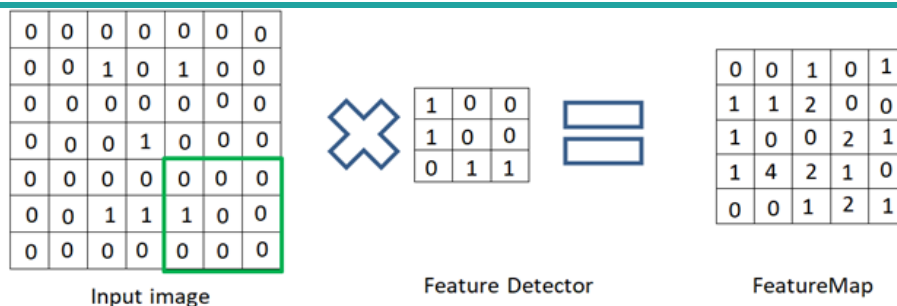 0 0 0 0 0 0 0
0 0 1 0 1 0 0
0 0 0 0 0 0 0
0 0 0 1 0 0 0
0 0 0 0 0 0 0
0 0 1 1 1 0 0
0 0 0 0 0 0 0
Input image
1 0 0
1 0 0
0 1 1
Feature Detector
0 0 1 0 1
1 1 2 0 0
1 0 0 2 1
1 4 2 1 0
0 0 1 2 1
FeatureMap